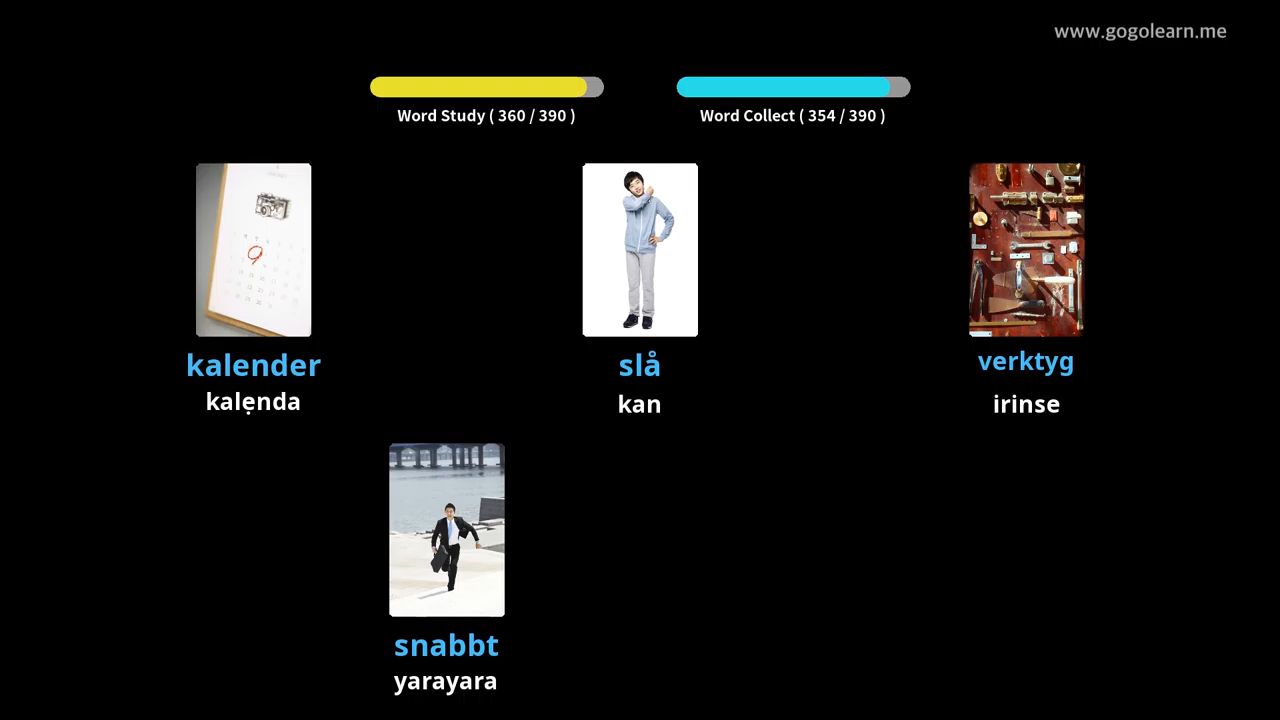 www.gogolearn.me
Word Study ( 360 / 390 )
Word Collect ( 354 / 390 )
kalender
kalẹnda
slå
kan
verktyg
irinse
snabbt
yarayara